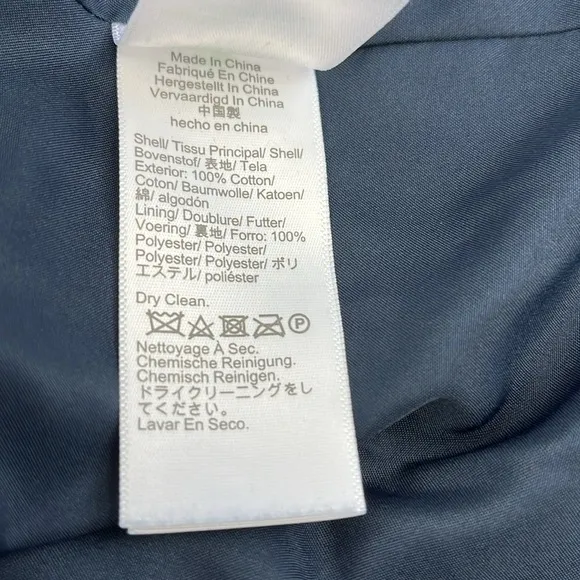 Made In China
Fabriqué En Chine
Hergestellt In China
Vervaardigd In China
中国製
hecho en china
Shell/ Tissu Principal/ Shell/
Bovenstof/ 表地/ Tela
Exterior: 100% Cotton/
Coton/ Baumwolle/ Katoen/
綿/ algodón
Lining/ Doublure/ Futter/
Voering/ 裏地/ Forro: 100%
Polyester/ Polyester/
Polyester/ Polyester/ ポリ
エステル/ poliéster
Dry Clean.
P
Nettoyage À Sec.
Chemische Reinigung.
Chemisch Reinigen.
ドライクリーニングをし
てください。
Lavar En Seco.